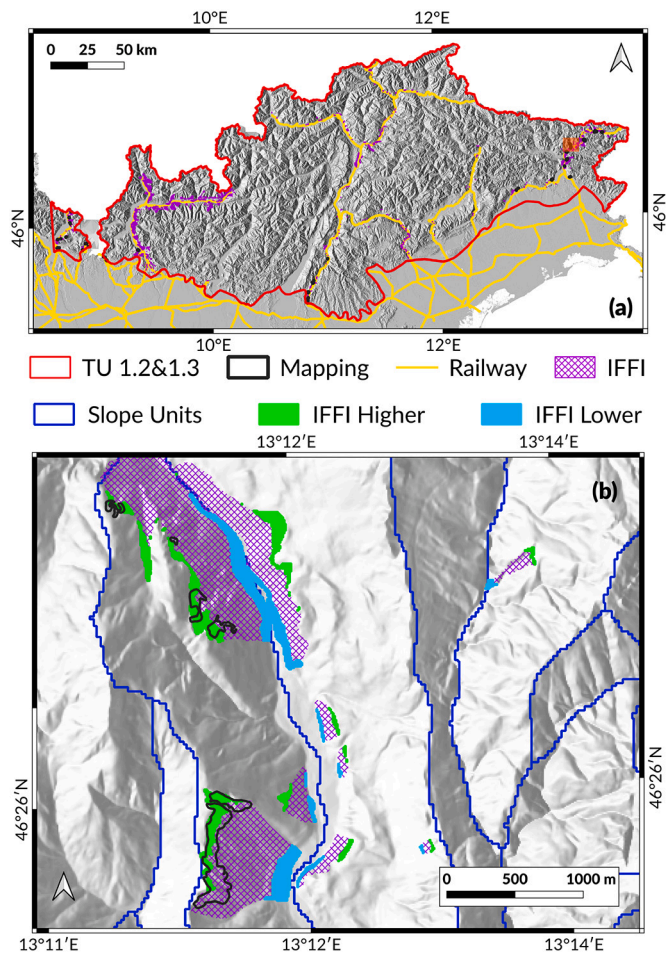 10°E 12°E
0 25 50 km
46°N 46°N
(a)
10°E 12°E
TU 1.2&1.3 Mapping Railway IFFI
Slope Units IFFI Higher IFFI Lower
13°12′E 13°14′E
(b)
46°26′N 46°26′N
0 500 1000 m
13°11′E 13°12′E 13°14′E